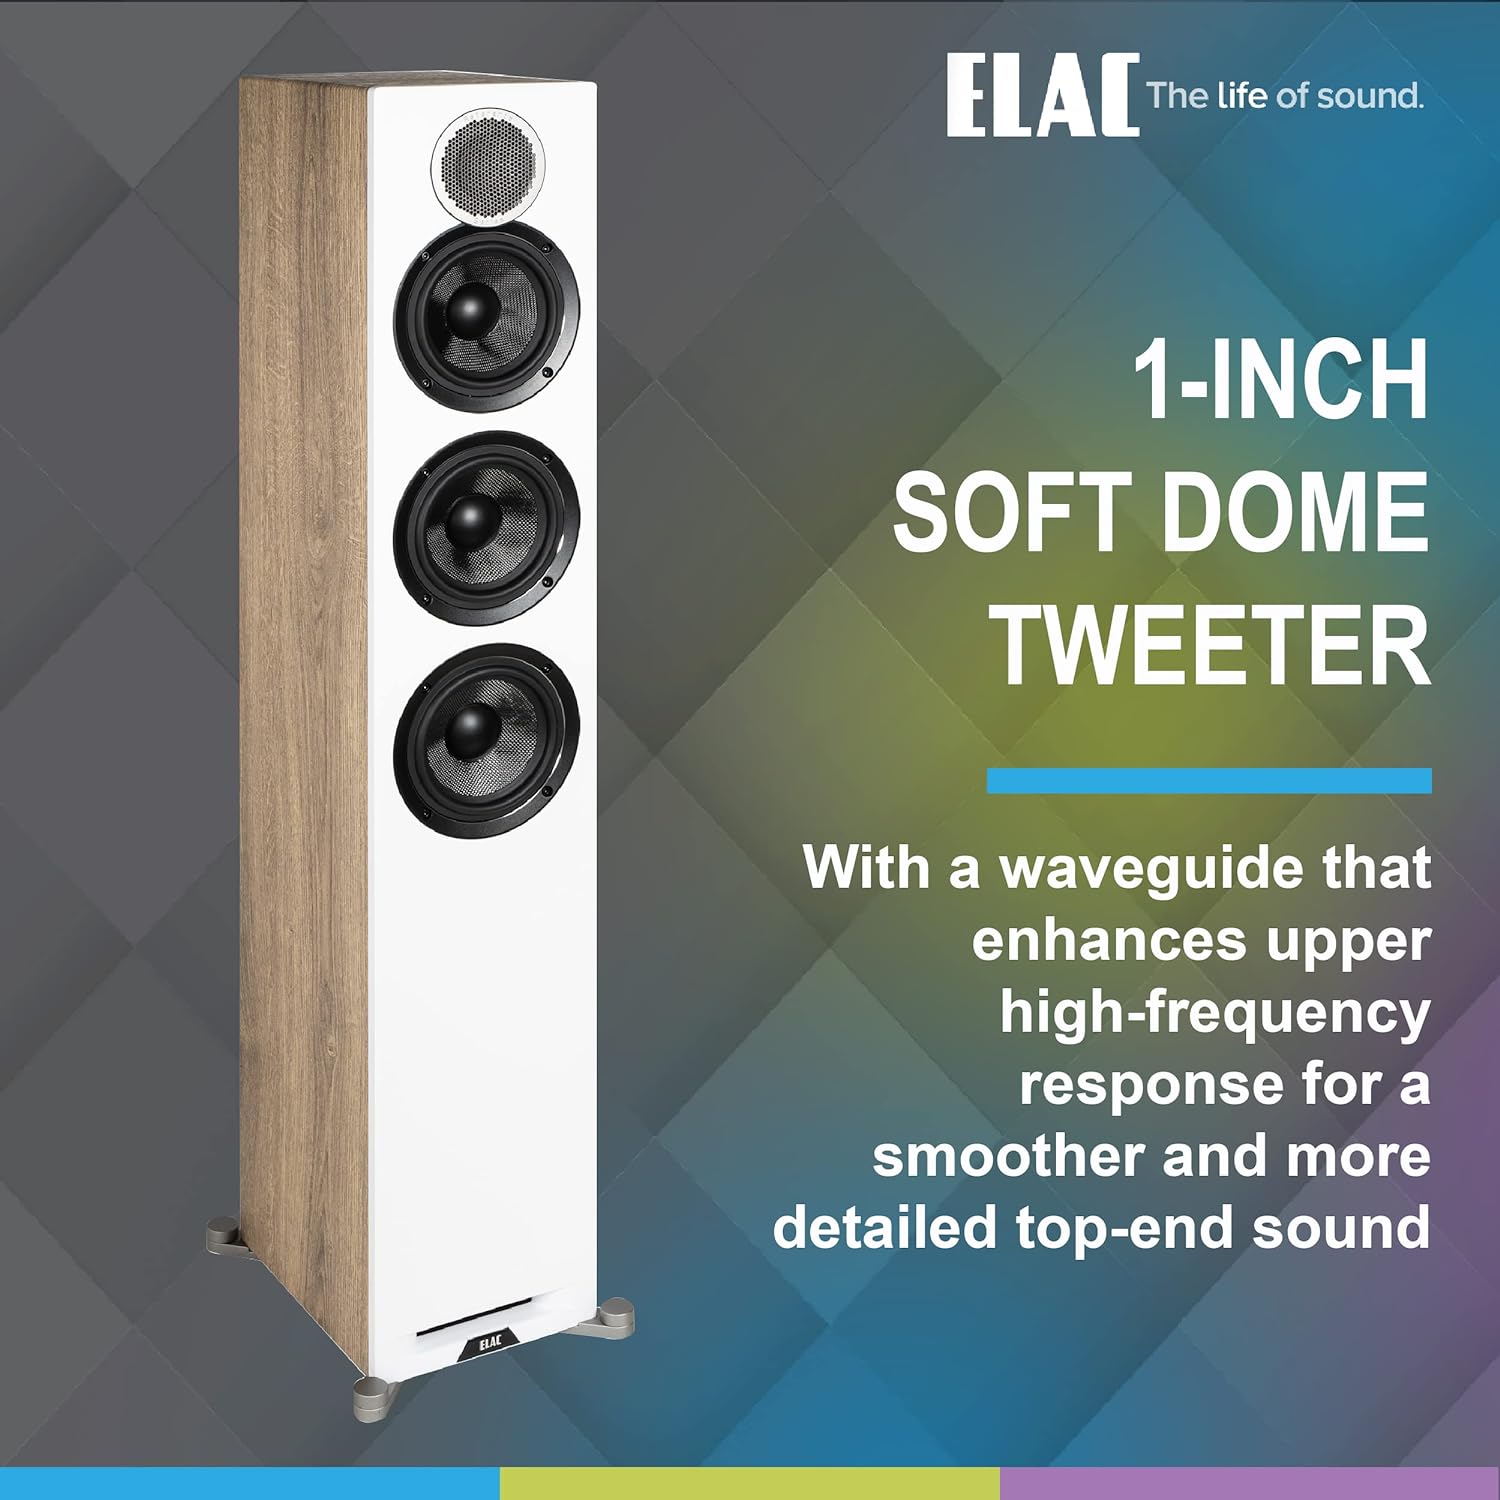 ELAC The life of sound.
1-INCH
SOFT DOME
TWEETER
With a waveguide that
enhances upper
high-frequency
response for a
smoother and more
detailed top-end sound
ELAC